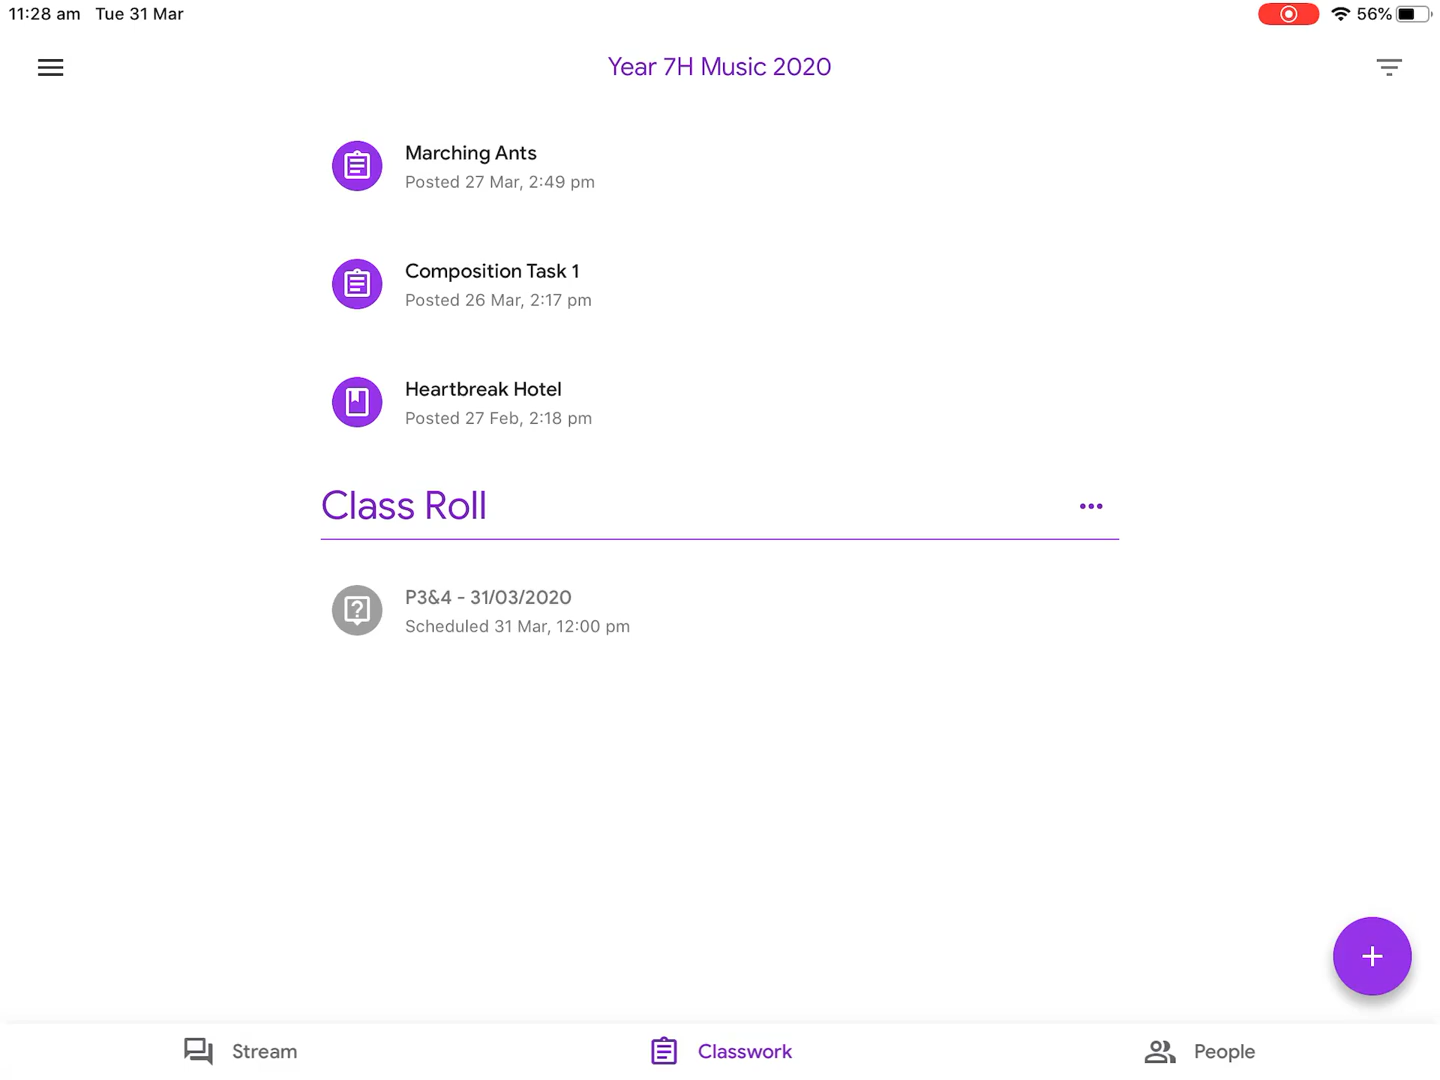 11:28 am Tue 31 Mar
56%
Year 7H Music 2020
Marching Ants
Posted 27 Mar, 2:49 pm
Composition Task 1
Posted 26 Mar, 2:17 pm
Heartbreak Hotel
Posted 27 Feb, 2:18 pm
Class Roll
P3&4 - 31/03/2020
Scheduled 31 Mar, 12:00 pm
Stream
Classwork
People